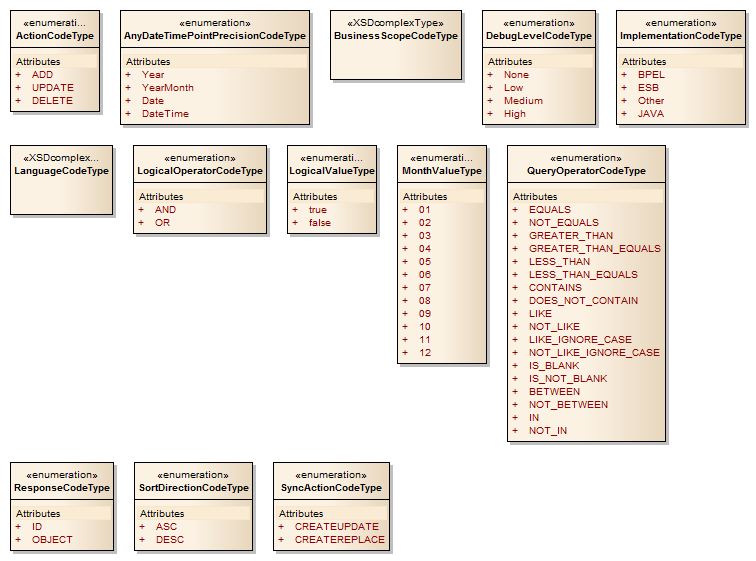 «enumerati...
ActionCodeType
Attributes
+ ADD
+ UPDATE
+ DELETE
«enumeration»
AnyDateTimePointPrecisionCodeType
Attributes
+ Year
+ YearMonth
+ Date
+ DateTime
«XSDcomplexType»
BusinessScopeCodeType
«enumeration»
DebugLevelCodeType
Attributes
+ None
+ Low
+ Medium
+ High
«enumeration»
ImplementationCodeType
Attributes
+ BPEL
+ ESB
+ Other
+ JAVA
«XSDcomplex...
LanguageCodeType
«enumeration»
LogicalOperatorCodeType
Attributes
+ AND
+ OR
«enumerati...
LogicalValueType
Attributes
+ true
+ false
«enumerati...
MonthValueType
Attributes
+ 01
+ 02
+ 03
+ 04
+ 05
+ 06
+ 07
+ 08
+ 09
+ 10
+ 11
+ 12
«enumeration»
QueryOperatorCodeType
Attributes
+ EQUALS
+ NOT_EQUALS
+ GREATER_THAN
+ GREATER_THAN_EQUALS
+ LESS_THAN
+ LESS_THAN_EQUALS
+ CONTAINS
+ DOES_NOT_CONTAIN
+ LIKE
+ NOT_LIKE
+ LIKE_IGNORE_CASE
+ NOT_LIKE_IGNORE_CASE
+ IS_BLANK
+ IS_NOT_BLANK
+ BETWEEN
+ NOT_BETWEEN
+ IN
+ NOT_IN
«enumeration»
ResponseCodeType
Attributes
+ ID
+ OBJECT
«enumeration»
SortDirectionCodeType
Attributes
+ ASC
+ DESC
«enumeration»
SyncActionCodeType
Attributes
+ CREATEUPDATE
+ CREATEREPLACE